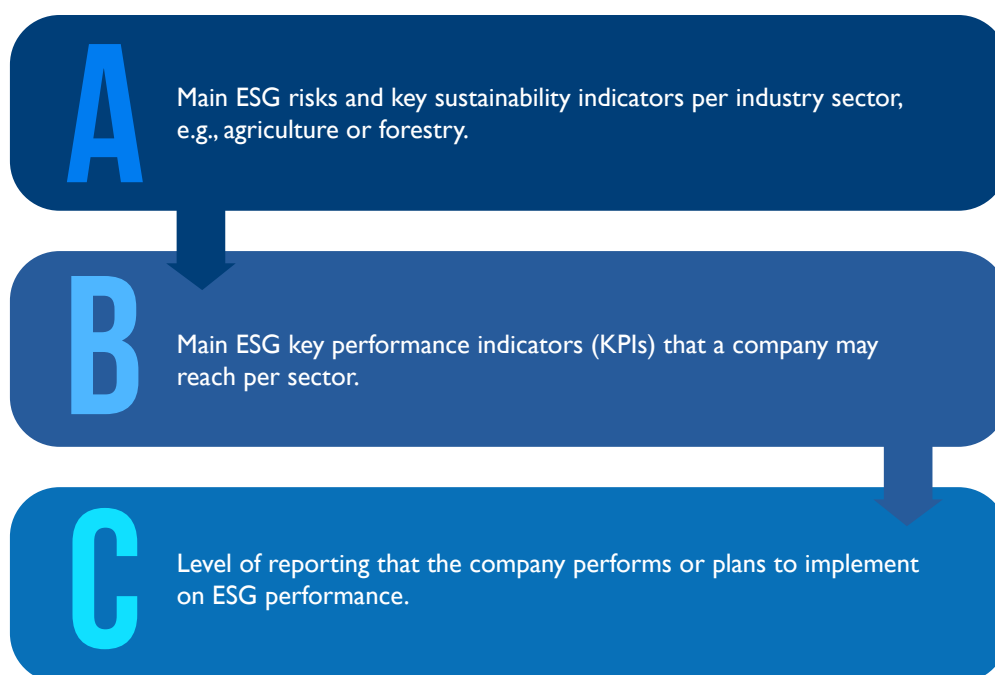 A
Main ESG risks and key sustainability indicators per industry sector,
e.g., agriculture or forestry.
B
Main ESG key performance indicators (KPIs) that a company may
reach per sector.
C
Level of reporting that the company performs or plans to implement
on ESG performance.